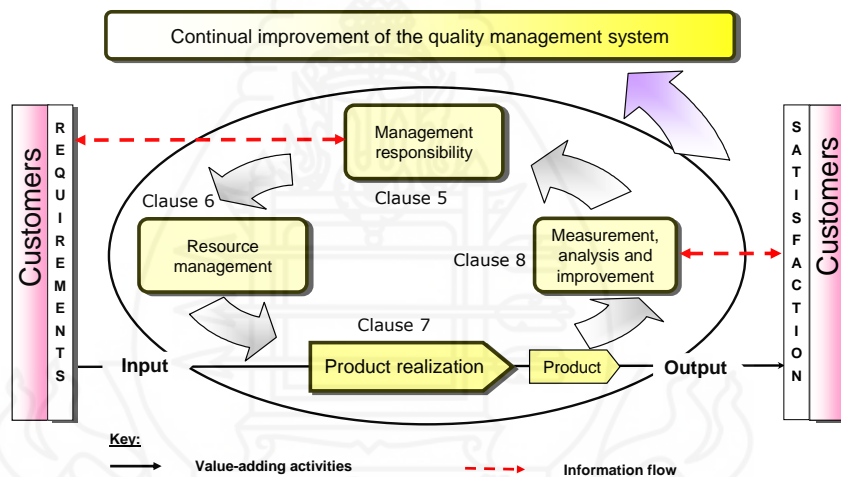 Continual improvement of the quality management system
Customers
REQUIREMENTS
Management
responsibility
Clause 5
Clause 6
Resource
management
Clause 8
Measurement,
analysis and
improvement
SATISFACTION
Customers
Clause 7
Input
Product realization
Product
Output
Key:
Value-adding activities
Information flow